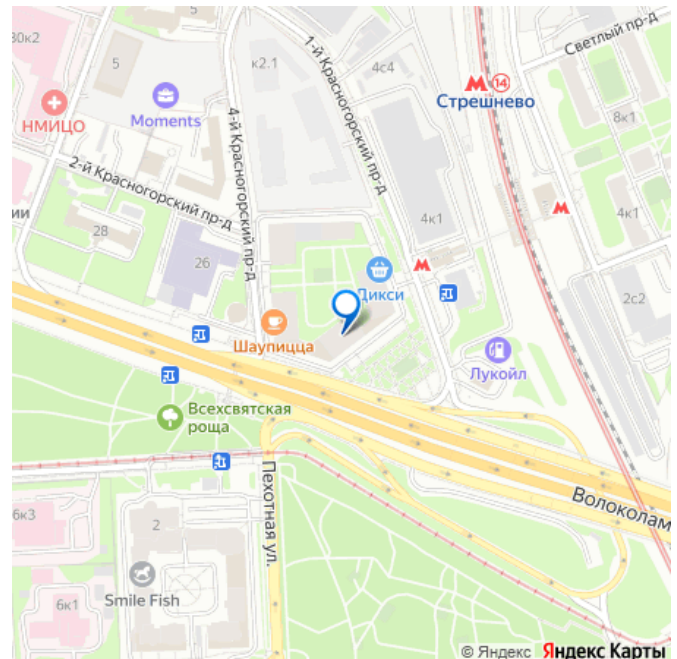 30к2
5
к2.1
4с4
1-й Красногорский пр-д
Светлый пр-д
14
Стрешнево
НМИЦО
Moments
4-й Красногорский пр-д
8к1
2-й Красногорский пр-д
4к1
4к1
ии
28
26
Дикси
2с2
Шаупицца
Лукойл
Всехсвятская
роща
Пехотная ул.
Волоколам
6к3
2
Smile Fish
6к1
© Яндекс Яндекс Карты